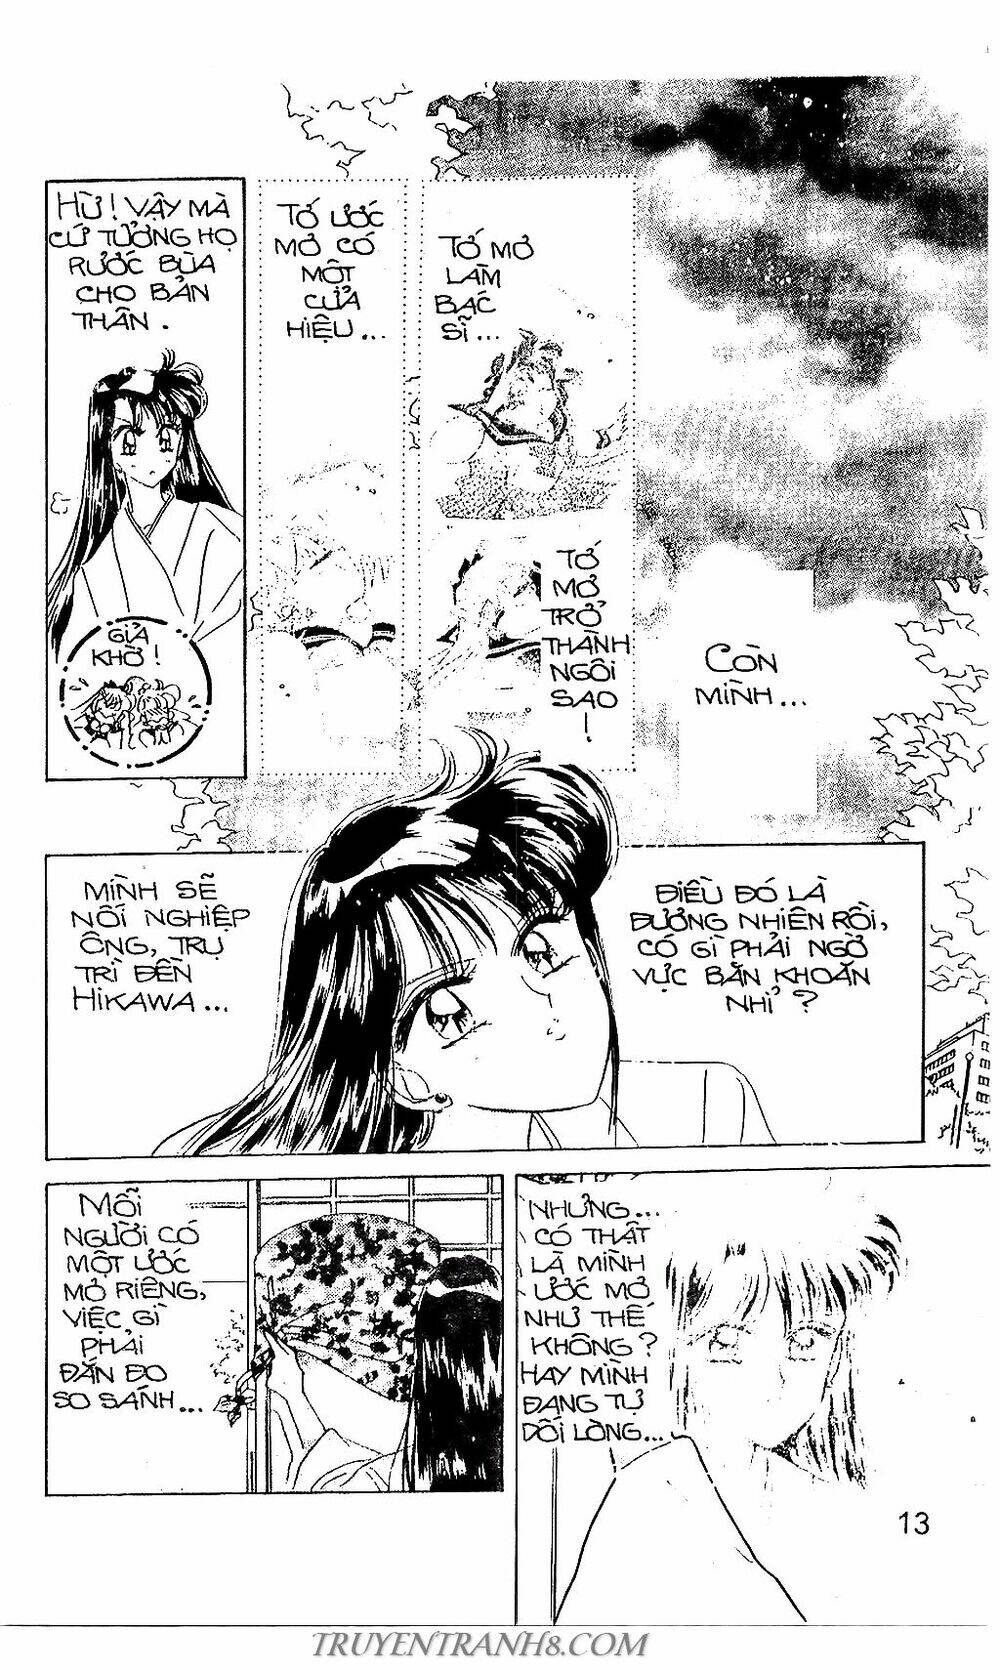 HỪ! VẬY MÀ
CỨ TƯỞNG HỌ
RƯỚC BÙA
CHO BẢN
THÂN.
GIẢ
KHỜ!
TỚ ƯỚC
MƠ CÓ
MỘT
CỬA
HIỆU...
TỚ MƠ
LÀM
BÁC
SĨ...
TỚ
MƠ
TRỞ
THÀNH
NGÔI
SAO
!
CÒN
MÌNH...
MÌNH SẼ
NỐI NGHIỆP
ÔNG, TRỤ
TRÌ ĐỀN
HIKAWA...
ĐIỀU ĐÓ LÀ
ĐƯƠNG NHIÊN RỒI,
CÓ GÌ PHẢI NGỜ
VỰC BĂN KHOĂN
NHỈ?
MỖI
NGƯỜI CÓ
MỘT ƯỚC
MƠ RIÊNG,
VIỆC GÌ
PHẢI
ĐẮN ĐO
SO SÁNH...
NHƯNG...
CÓ THẬT
LÀ MÌNH
ƯỚC MƠ
NHƯ THẾ
KHÔNG?
HAY MÌNH
ĐANG TỰ
DỐI LÒNG...
13
TRUYENTRANH8.COM